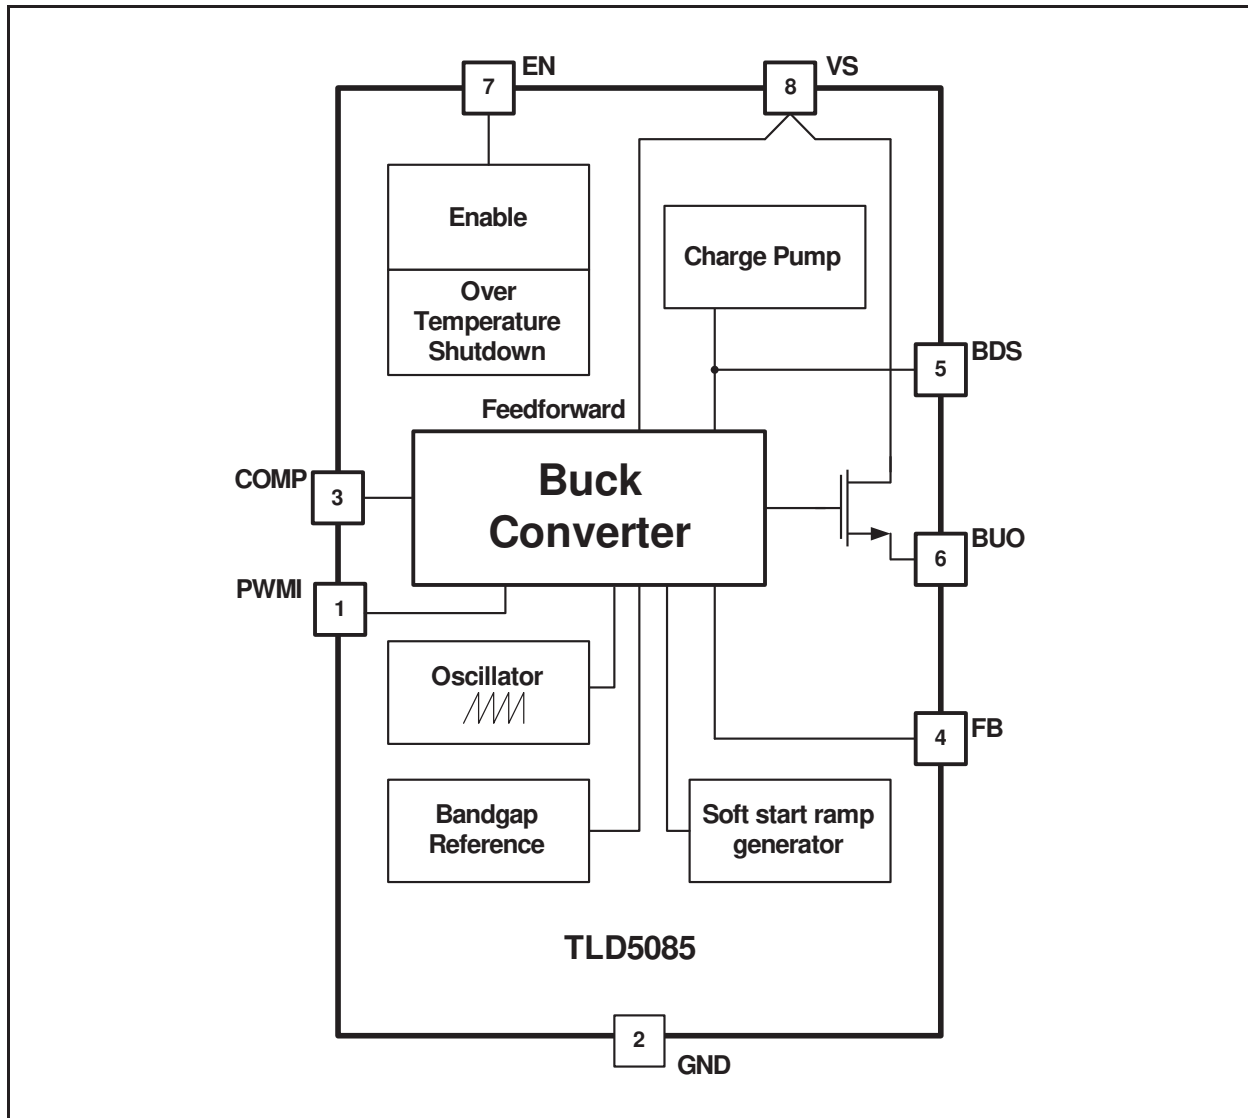 EN
7
VS
8
Enable
Charge Pump
Over
Temperature
Shutdown
BDS
5
Feedforward
COMP
3
Buck
Converter
BUO
6
PWMI
1
Oscillator
FB
4
Bandgap
Reference
Soft start ramp
generator
TLD5085
2
GND